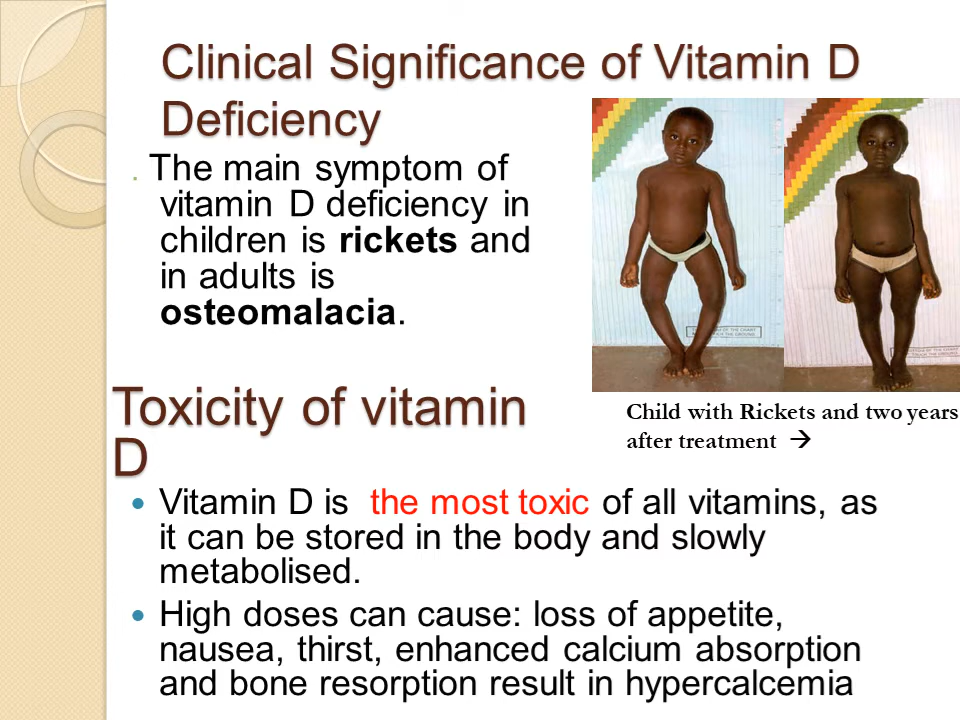 Clinical Significance of Vitamin D
Deficiency
. The main symptom of
vitamin D deficiency in
children is rickets and
in adults is
osteomalacia.
Child with Rickets and two years
after treatment →
Toxicity of vitamin
D
• Vitamin D is the most toxic of all vitamins, as
it can be stored in the body and slowly
metabolised.
• High doses can cause: loss of appetite,
nausea, thirst, enhanced calcium absorption
and bone resorption result in hypercalcemia